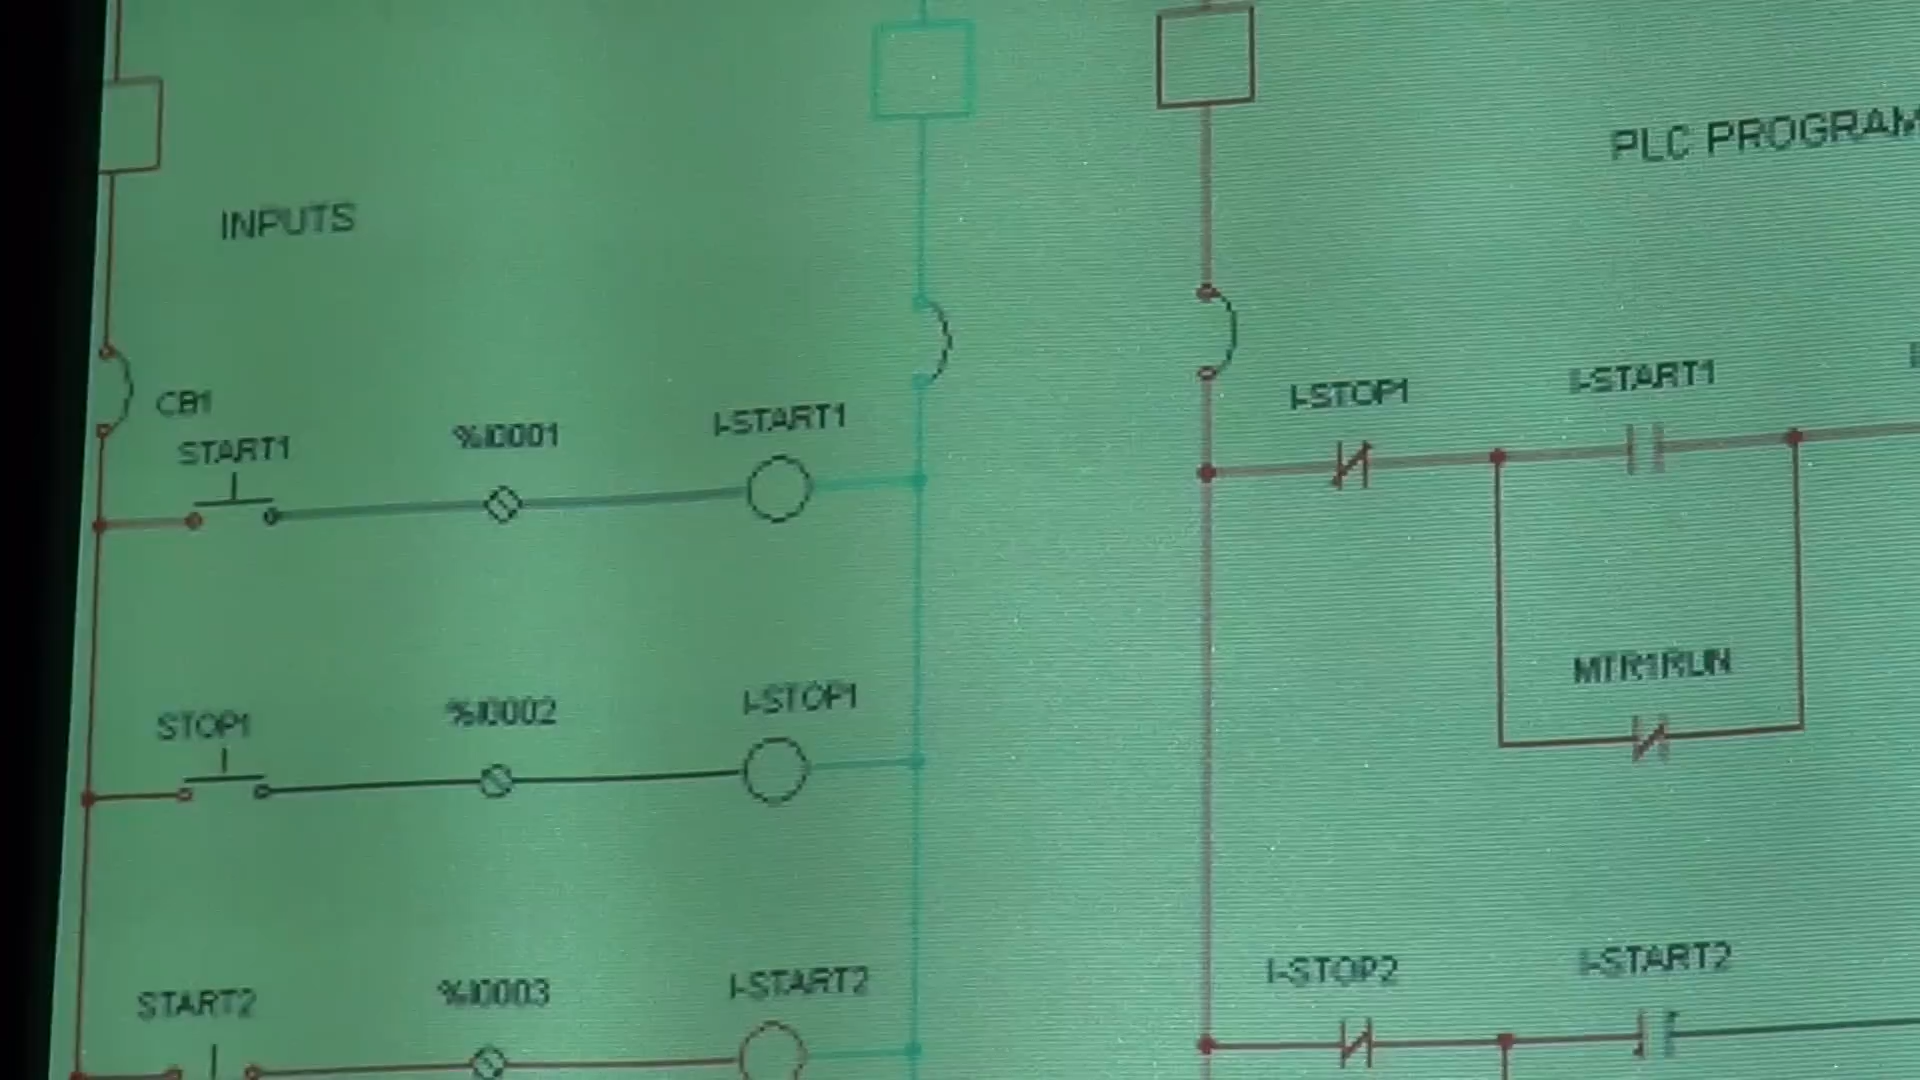 PLC PROGRAM
INPUTS
I-STOP1
I-START1
CB1
START1
%I0001
I-START1
MTR1RUN
STOP1
%I0002
I-STOP1
I-STOP2
I-START2
START2
%I0003
I-START2